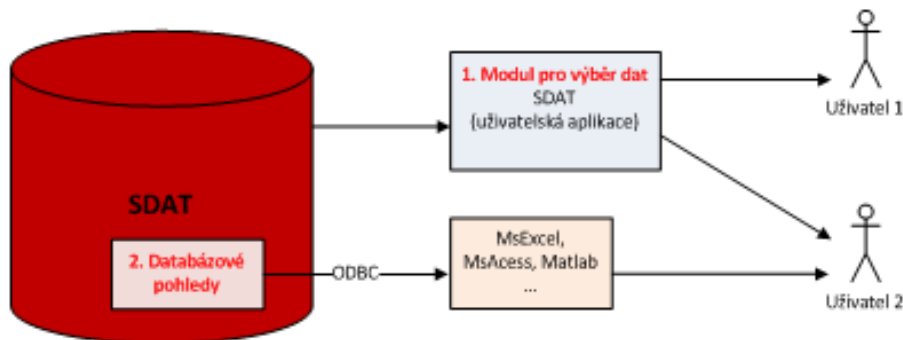 1. Modul pro výběr dat
SDAT
(uživatelská aplikace)
Uživatel 1
SDAT
2. Databázové
pohledy
ODBC
MsExcel,
MsAcess, Matlab
...
Uživatel 2